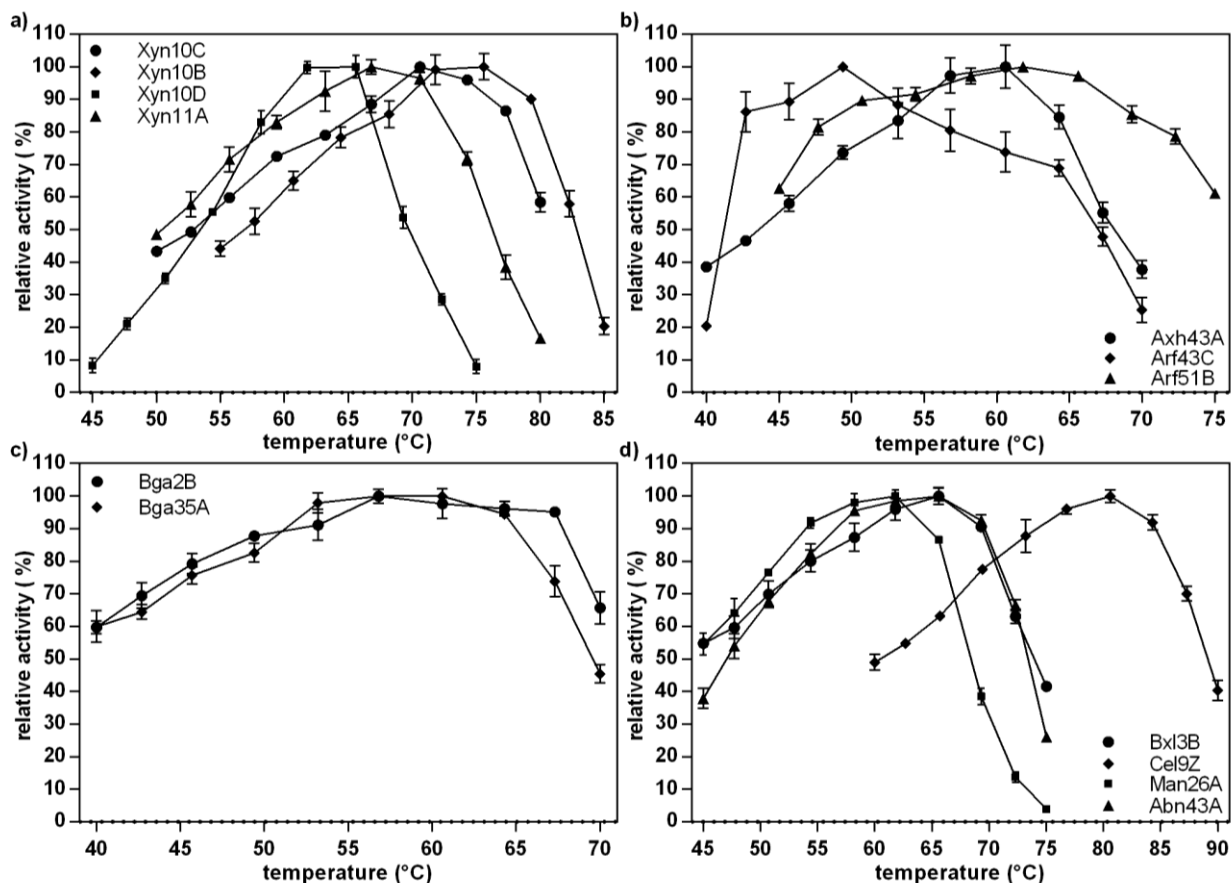 a)
Xyn10C
Xyn10B
Xyn10D
Xyn11A
relative activity ( %)
110
100
90
80
70
60
50
40
30
20
10
0
45 50 55 60 65 70 75 80 85
temperature (°C)
b)
Axh43A
Arf43C
Arf51B
relative activity ( %)
110
100
90
80
70
60
50
40
30
20
10
0
40 45 50 55 60 65 70 75
temperature (°C)
c)
Bga2B
Bga35A
relative activity ( %)
110
100
90
80
70
60
50
40
30
20
10
0
40 45 50 55 60 65 70
temperature (°C)
d)
Bxl3B
Cel9Z
Man26A
Abn43A
relative activity ( %)
110
100
90
80
70
60
50
40
30
20
10
0
45 50 55 60 65 70 75 80 85 90
temperature (°C)